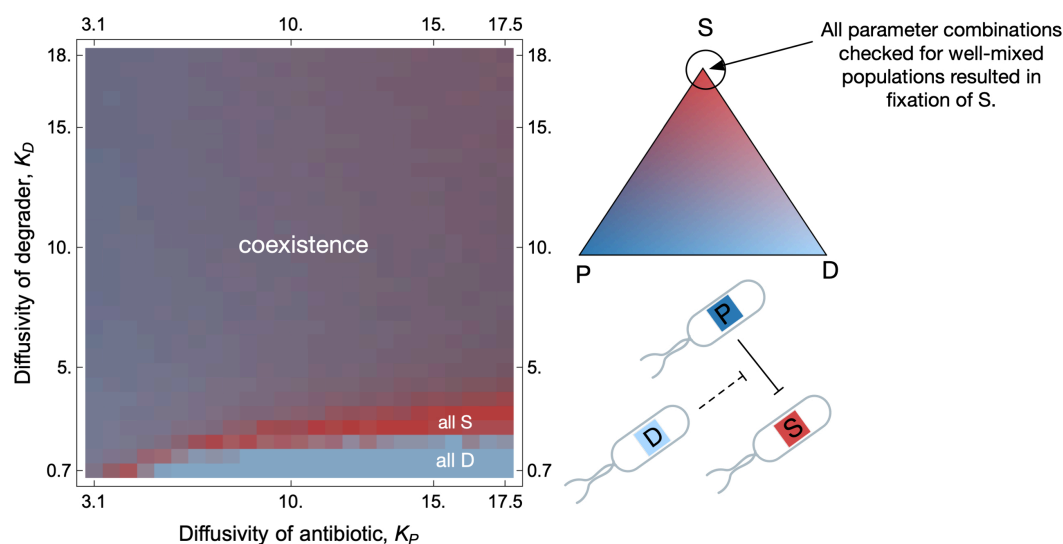 3.1
10.
15.
17.5
18.
15.
10.
5.
0.7
Diffusivity of degrader, K_D
coexistence
all S
all D
18.
15.
10.
5.
0.7
3.1
10.
15.
17.5
Diffusivity of antibiotic, K_P
S
P
D
All parameter combinations
checked for well-mixed
populations resulted in
fixation of S.
P
D
S